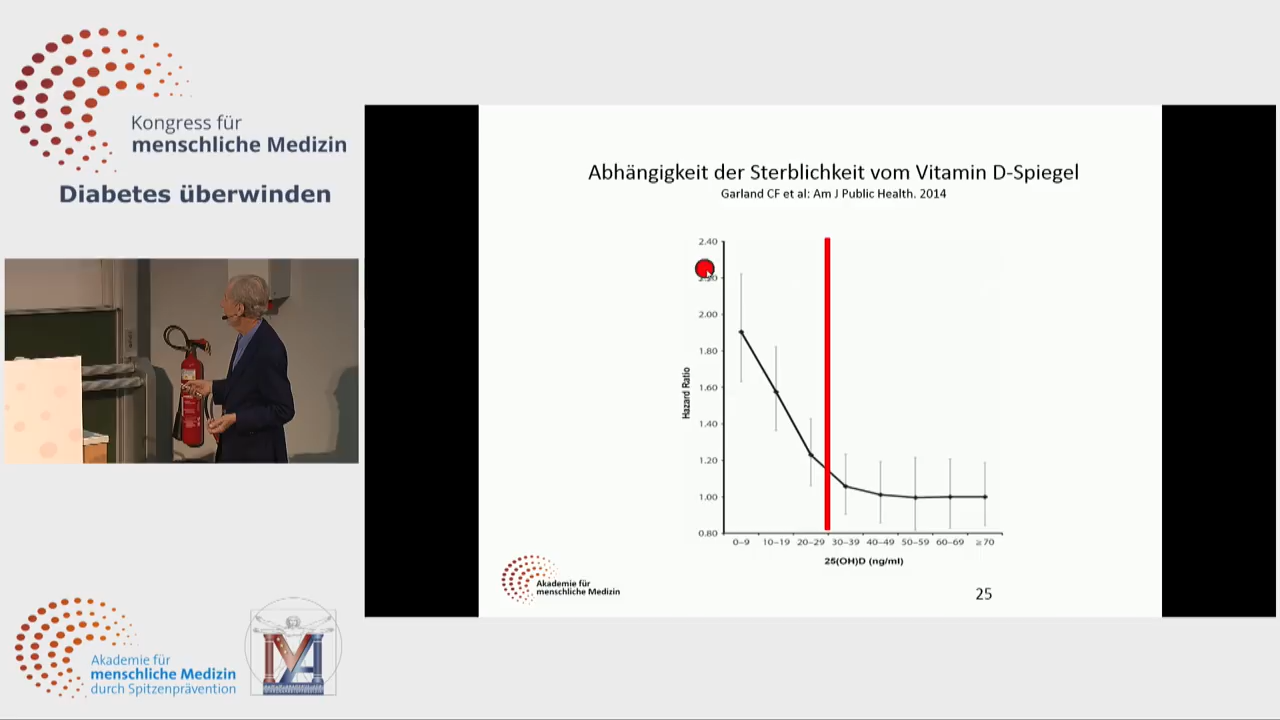 Kongress für
menschliche Medizin
Diabetes überwinden
Abhängigkeit der Sterblichkeit vom Vitamin D-Spiegel
Garland CF et al: Am J Public Health. 2014
2.40
2.00
1.80
1.60
1.40
1.20
1.00
0.80
Hazard Ratio
0–9 10–19 20–29 30–39 40–49 50–59 60–69 ≥70
25(OH)D (ng/ml)
Akademie für
menschliche Medizin
25
Akademie für
menschliche Medizin
durch Spitzenprävention